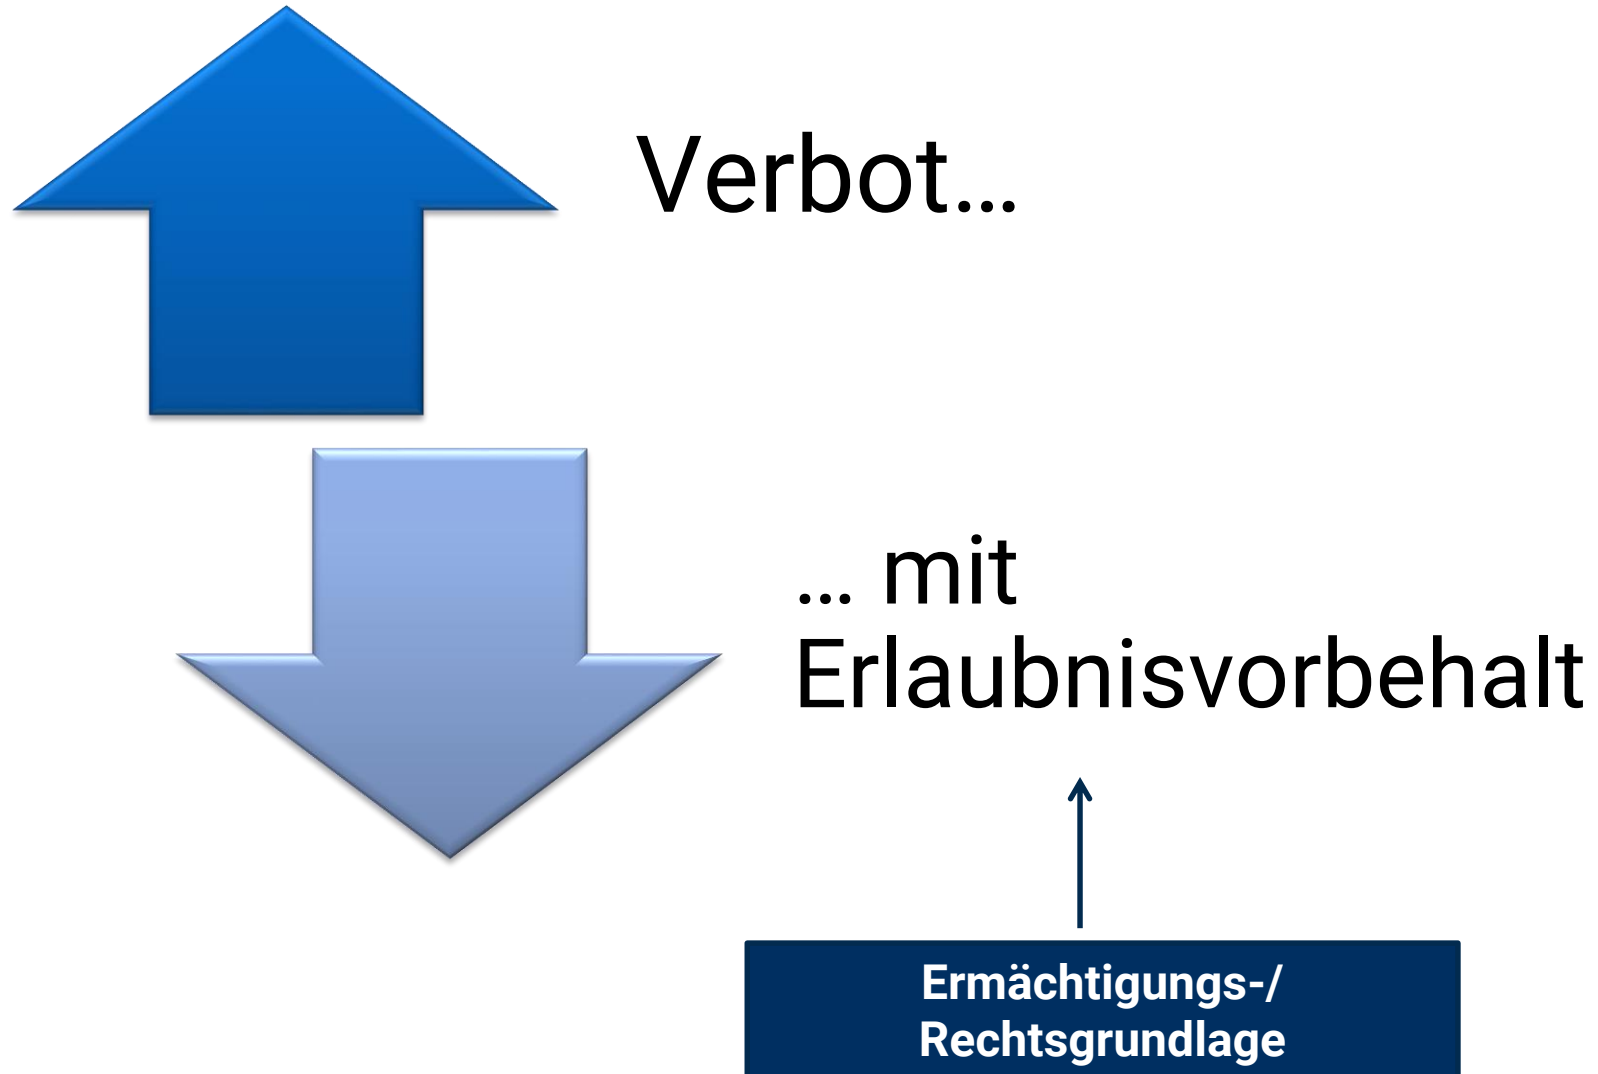 Verbot…
… mit
Erlaubnisvorbehalt
Ermächtigungs-/
Rechtsgrundlage